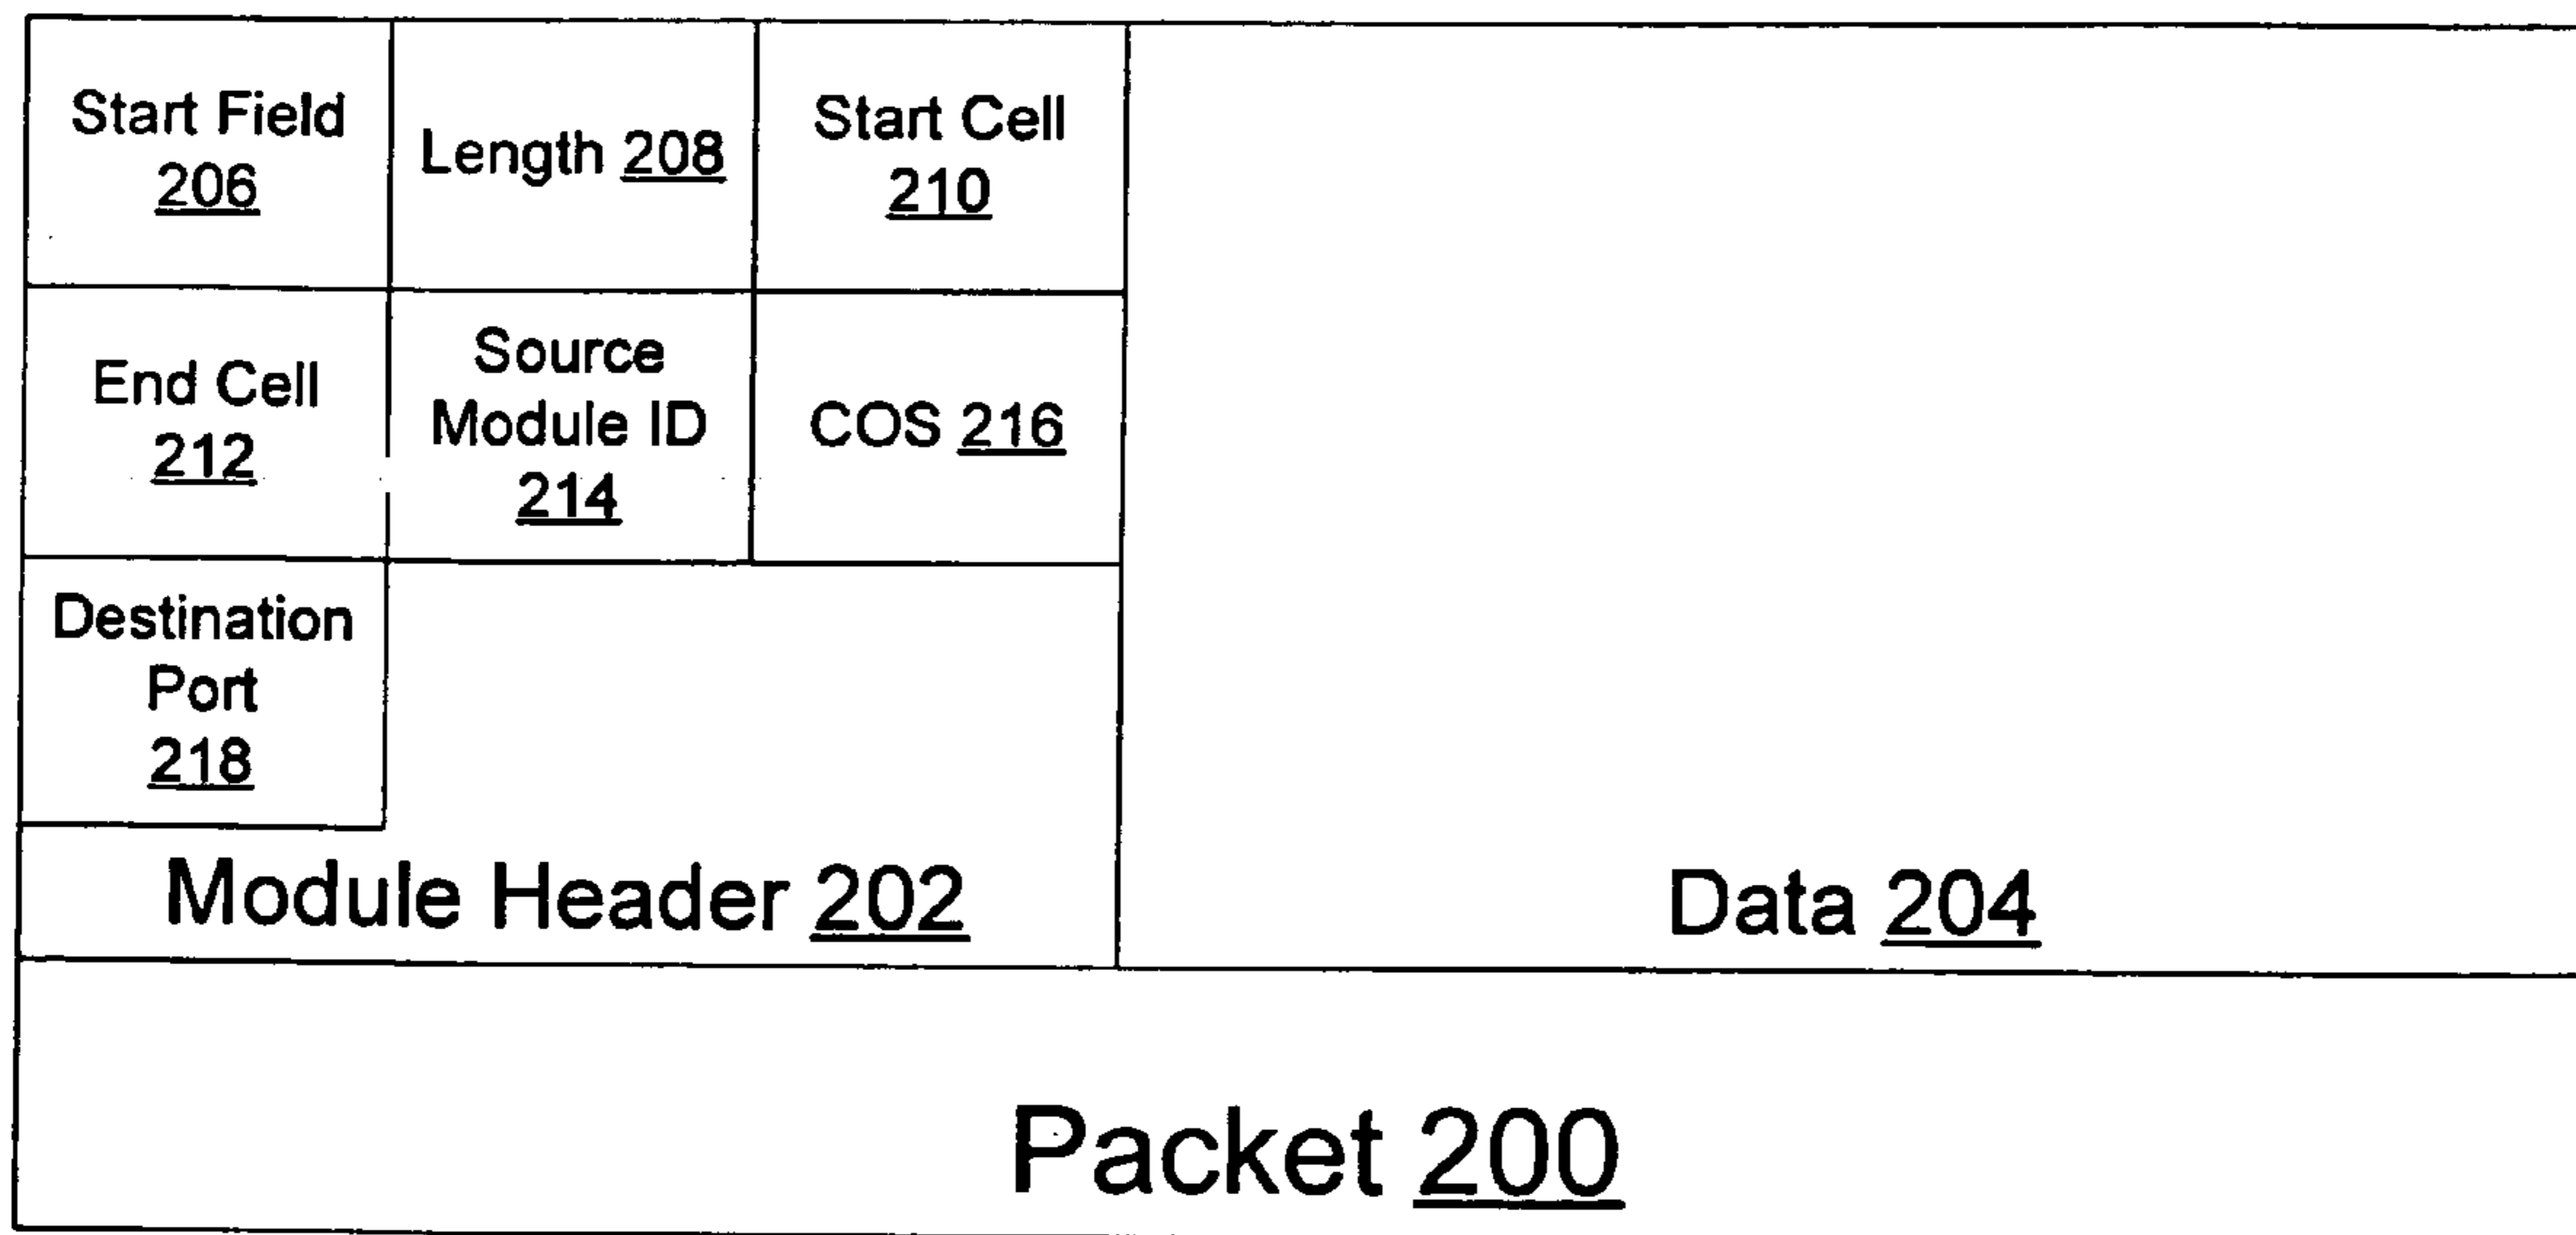 Start Field
206
Length 208
Start Cell
210
End Cell
212
Source
Module ID
214
COS 216
Destination
Port
218
Module Header 202
Data 204
Packet 200